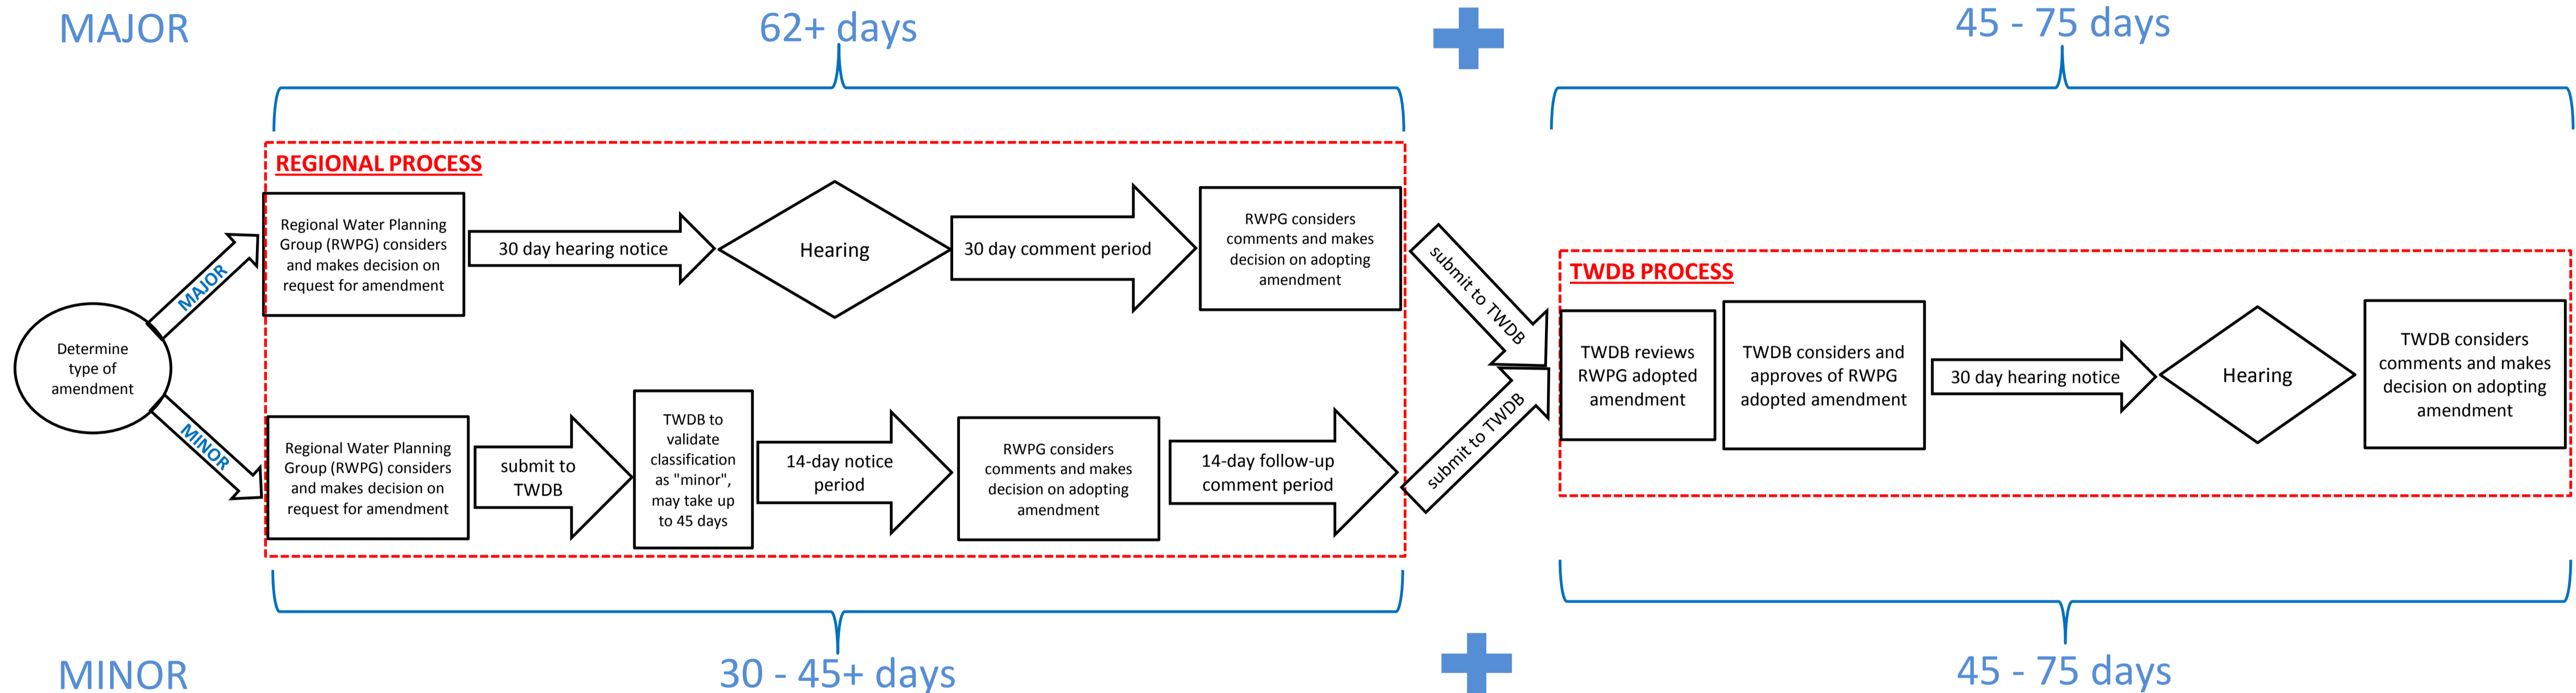 MAJOR
62+ days
45 - 75 days
REGIONAL PROCESS
Determine
type of
amendment
MAJOR
Regional Water Planning
Group (RWPG) considers
and makes decision on
request for amendment
30 day hearing notice
Hearing
30 day comment period
RWPG considers
comments and makes
decision on adopting
amendment
submit to TWDB
MINOR
Regional Water Planning
Group (RWPG) considers
and makes decision on
request for amendment
submit to
TWDB
TWDB to
validate
classification
as "minor",
may take up
to 45 days
14-day notice
period
RWPG considers
comments and makes
decision on adopting
amendment
14-day follow-up
comment period
submit to TWDB
TWDB PROCESS
TWDB reviews
RWPG adopted
amendment
TWDB considers and
approves of RWPG
adopted amendment
30 day hearing notice
Hearing
TWDB considers
comments and makes
decision on adopting
amendment
MINOR
30 - 45+ days
45 - 75 days